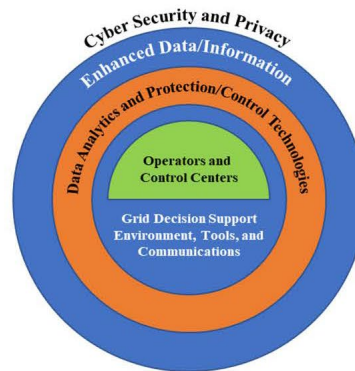 Cyber Security and Privacy
Enhanced Data/Information
Data Analytics and Protection/Control Technologies
Operators and
Control Centers
Grid Decision Support
Environment, Tools, and
Communications